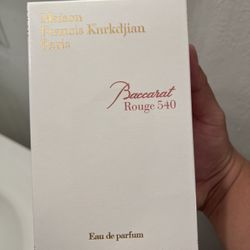 Maison
Francis Kurkdjian
Paris
Baccarat
Rouge 540
Eau de parfum